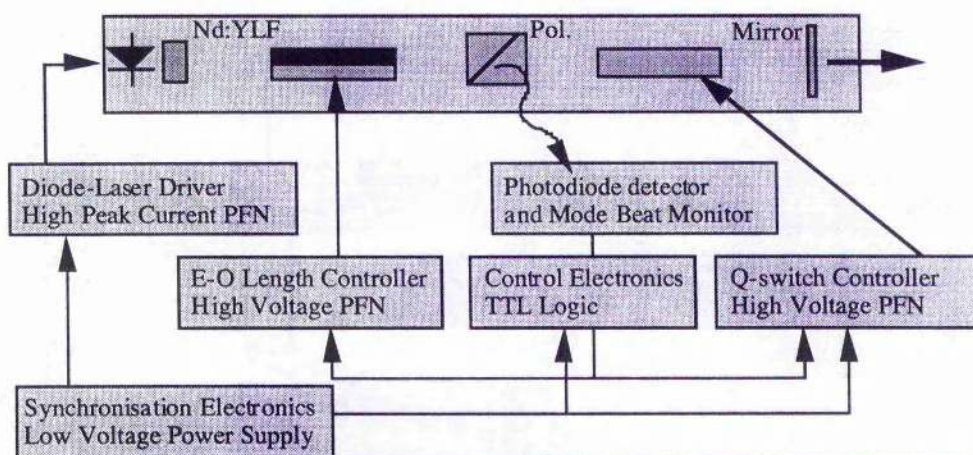 Nd:YLF
Pol.
Mirror
Diode-Laser Driver
High Peak Current PFN
Photodiode detector
and Mode Beat Monitor
E-O Length Controller
High Voltage PFN
Control Electronics
TTL Logic
Q-switch Controller
High Voltage PFN
Synchronisation Electronics
Low Voltage Power Supply